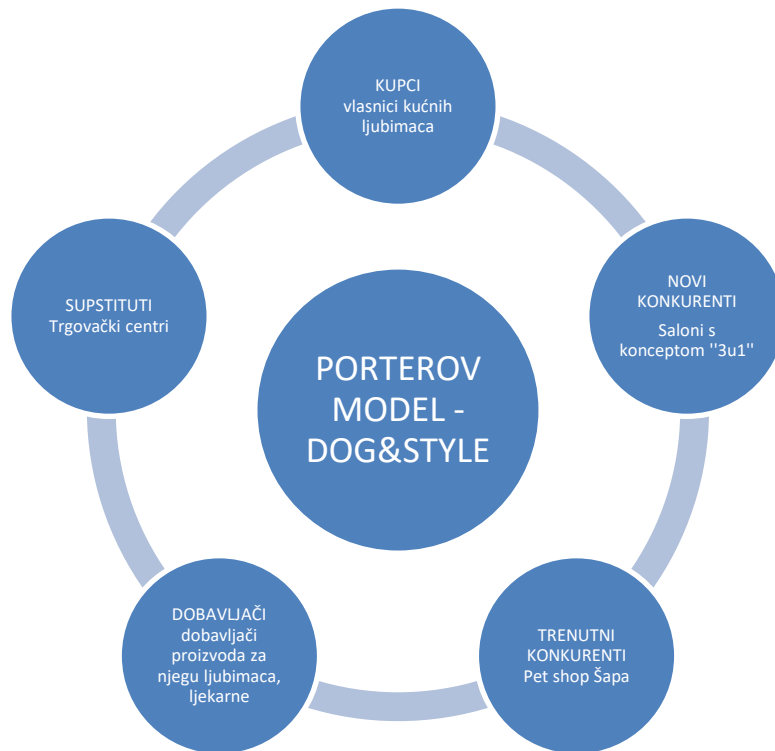 KUPCI
vlasnici kućnih
ljubimaca
SUPSTITUTI
Trgovački centri
NOVI
KONKURENTI
Saloni s
konceptom ''3u1''
PORTEROV
MODEL -
DOG&STYLE
DOBAVLJAČI
dobavljači
proizvoda za
njegu ljubimaca,
ljekarne
TRENUTNI
KONKURENTI
Pet shop Šapa